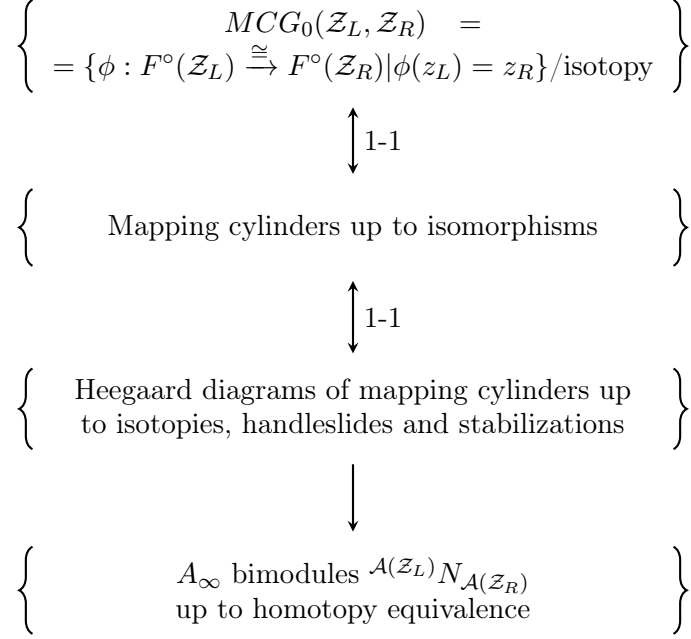 MCG₀(𝒵_L, 𝒵_R) =
= {ϕ : F°(𝒵_L) ≅→ F°(𝒵_R)|ϕ(z_L) = z_R}/isotopy
1-1
Mapping cylinders up to isomorphisms
1-1
Heegaard diagrams of mapping cylinders up
to isotopies, handleslides and stabilizations
A_∞ bimodules ^{𝒜(𝒵_L)}N_{𝒜(𝒵_R)}
up to homotopy equivalence